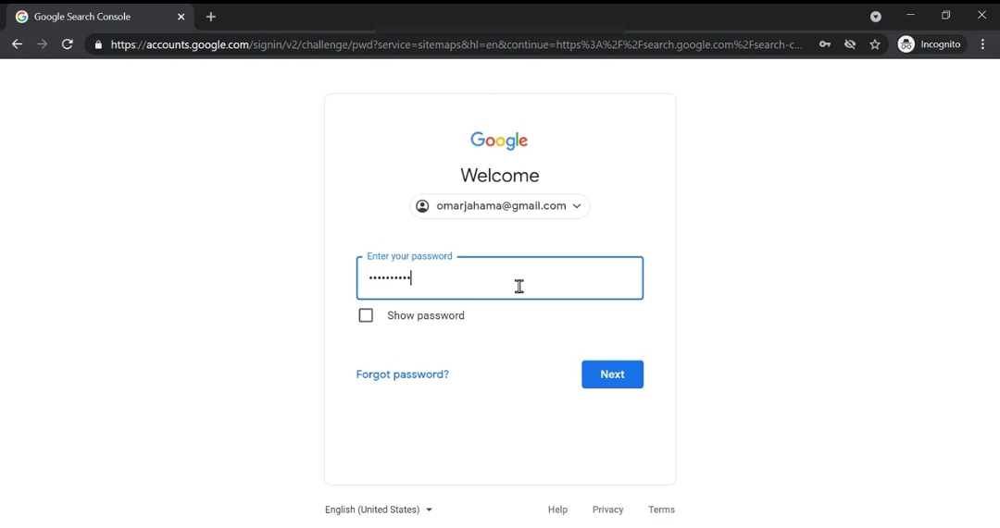 Google Search Console
https://accounts.google.com/signin/v2/challenge/pwd?service=sitemaps&hl=en&continue=https%3A%2F%2Fsearch.google.com%2Fsearch-c...
Incognito
Google
Welcome
omarjahama@gmail.com
Enter your password
••••••••••
Show password
Forgot password?
Next
English (United States)
Help Privacy Terms